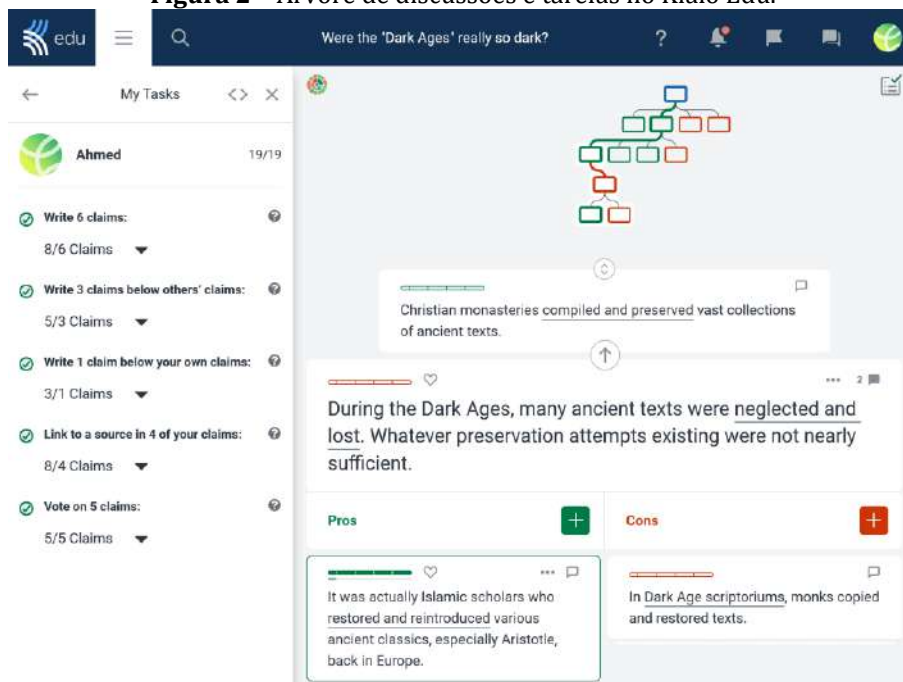 Figura 2 – Árvore de discussões e tarefas no Kialo Edu.
edu
Were the "Dark Ages" really so dark?
?
My Tasks
Ahmed 19/19
Write 6 claims:
8/6 Claims
Write 3 claims below others' claims:
5/3 Claims
Write 1 claim below your own claims:
3/1 Claims
Link to a source in 4 of your claims:
8/4 Claims
Vote on 5 claims:
5/5 Claims
Christian monasteries compiled and preserved vast collections
of ancient texts.
2
During the Dark Ages, many ancient texts were neglected and
lost. Whatever preservation attempts existing were not nearly
sufficient.
Pros
Cons
It was actually Islamic scholars who
restored and reintroduced various
ancient classics, especially Aristotle,
back in Europe.
In Dark Age scriptoriums, monks copied
and restored texts.